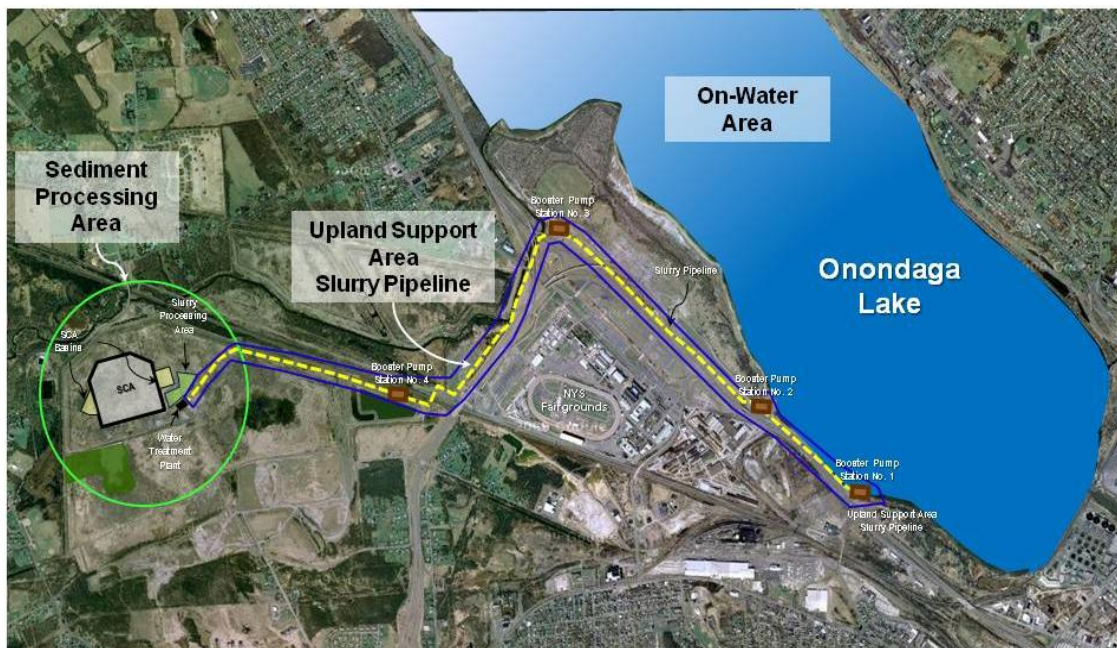 On-Water
Area
Sediment
Processing
Area
Booster Pump
Station No. 3
Upland Support
Area
Slurry Pipeline
Slurry Pipeline
Onondaga
Lake
Slurry
Processing
Area
SCA
Basins
SCA
Booster Pump
Station No. 4
NYS
Fairgrounds
Booster Pump
Station No. 2
Water
Treatment
Plant
Booster Pump
Station No. 1
Upland Support Area
Slurry Pipeline